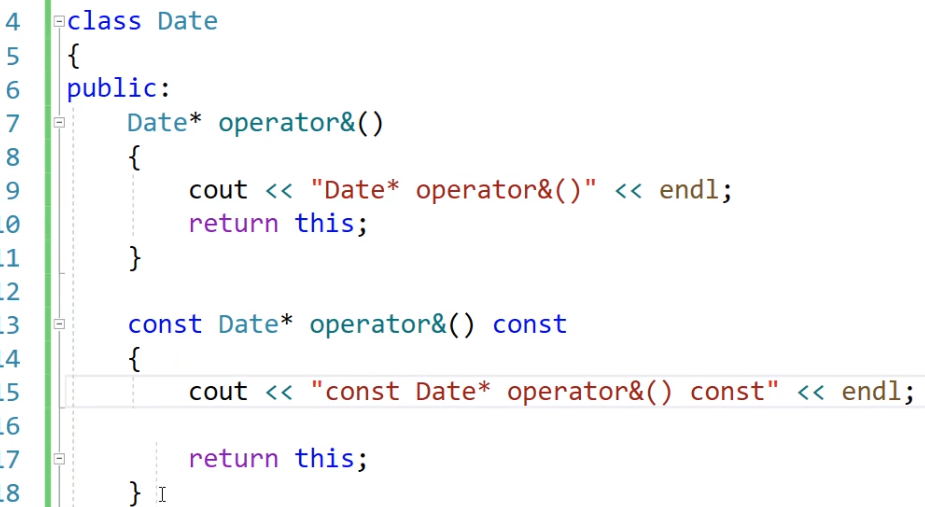 4 class Date
5 {
6 public:
7 Date* operator&()
8 {
9 cout << "Date* operator&()" << endl;
10 return this;
11 }
12
13 const Date* operator&() const
14 {
15 cout << "const Date* operator&() const" << endl;
16
17 return this;
18 }